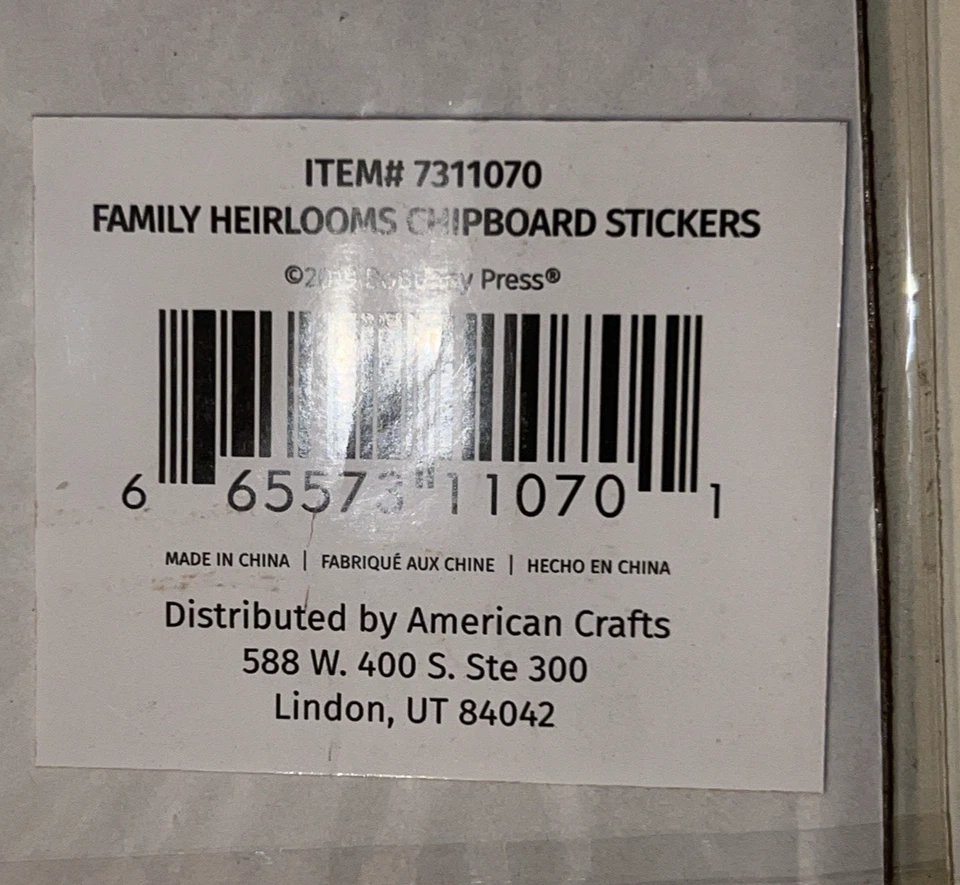 ITEM# 7311070
FAMILY HEIRLOOMS CHIPBOARD STICKERS
Press®
6 65573 11070 1
MADE IN CHINA | FABRIQUÉ AUX CHINE | HECHO EN CHINA
Distributed by American Crafts
588 W. 400 S. Ste 300
Lindon, UT 84042